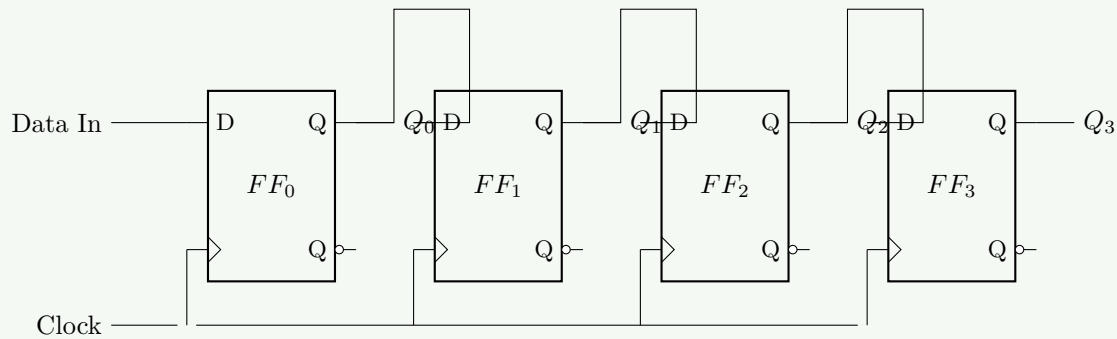 Data In D Q Q₀ D Q Q₁ D Q Q₂ D Q Q₃
FF₀ FF₁ FF₂ FF₃
Q Q Q Q
Clock